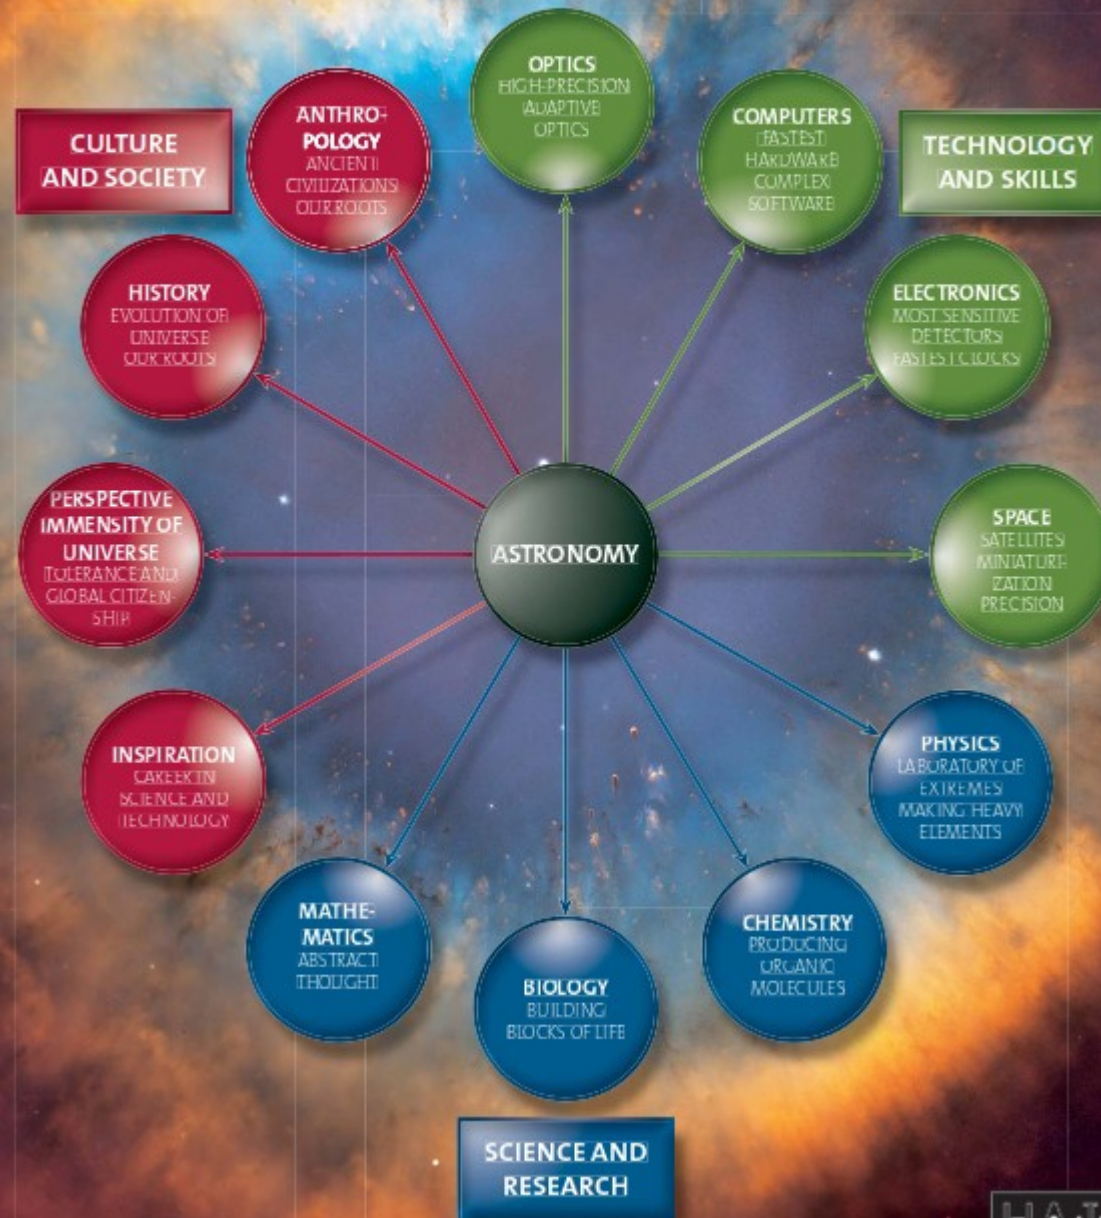 OPTICS
HIGH-PRECISION
ADAPTIVE
OPTICS
ANTHRO-
POLOGY
ANCIENT
CIVILIZATIONS
OUR ROOTS
COMPUTERS
FASTEST
HARDWARE
COMPLEX
SOFTWARE
CULTURE
AND SOCIETY
TECHNOLOGY
AND SKILLS
HISTORY
EVOLUTION OF
UNIVERSE
OUR ROOTS
ELECTRONICS
MOST SENSITIVE
DETECTORS
FASTEST CLOCKS
PERSPECTIVE
IMMENSITY OF
UNIVERSE
TOLERANCE AND
GLOBAL CITIZEN-
SHIP
ASTRONOMY
SPACE
SATELLITES
MINIATUR-
IZATION
PRECISION
INSPIRATION
CAREER IN
SCIENCE AND
TECHNOLOGY
PHYSICS
LABORATORY OF
EXTREMES
MAKING HEAVY
ELEMENTS
MATHE-
MATICS
ABSTRACT
THOUGHT
BIOLOGY
BUILDING
BLOCKS OF LIFE
CHEMISTRY
PRODUCING
ORGANIC
MOLECULES
SCIENCE AND
RESEARCH